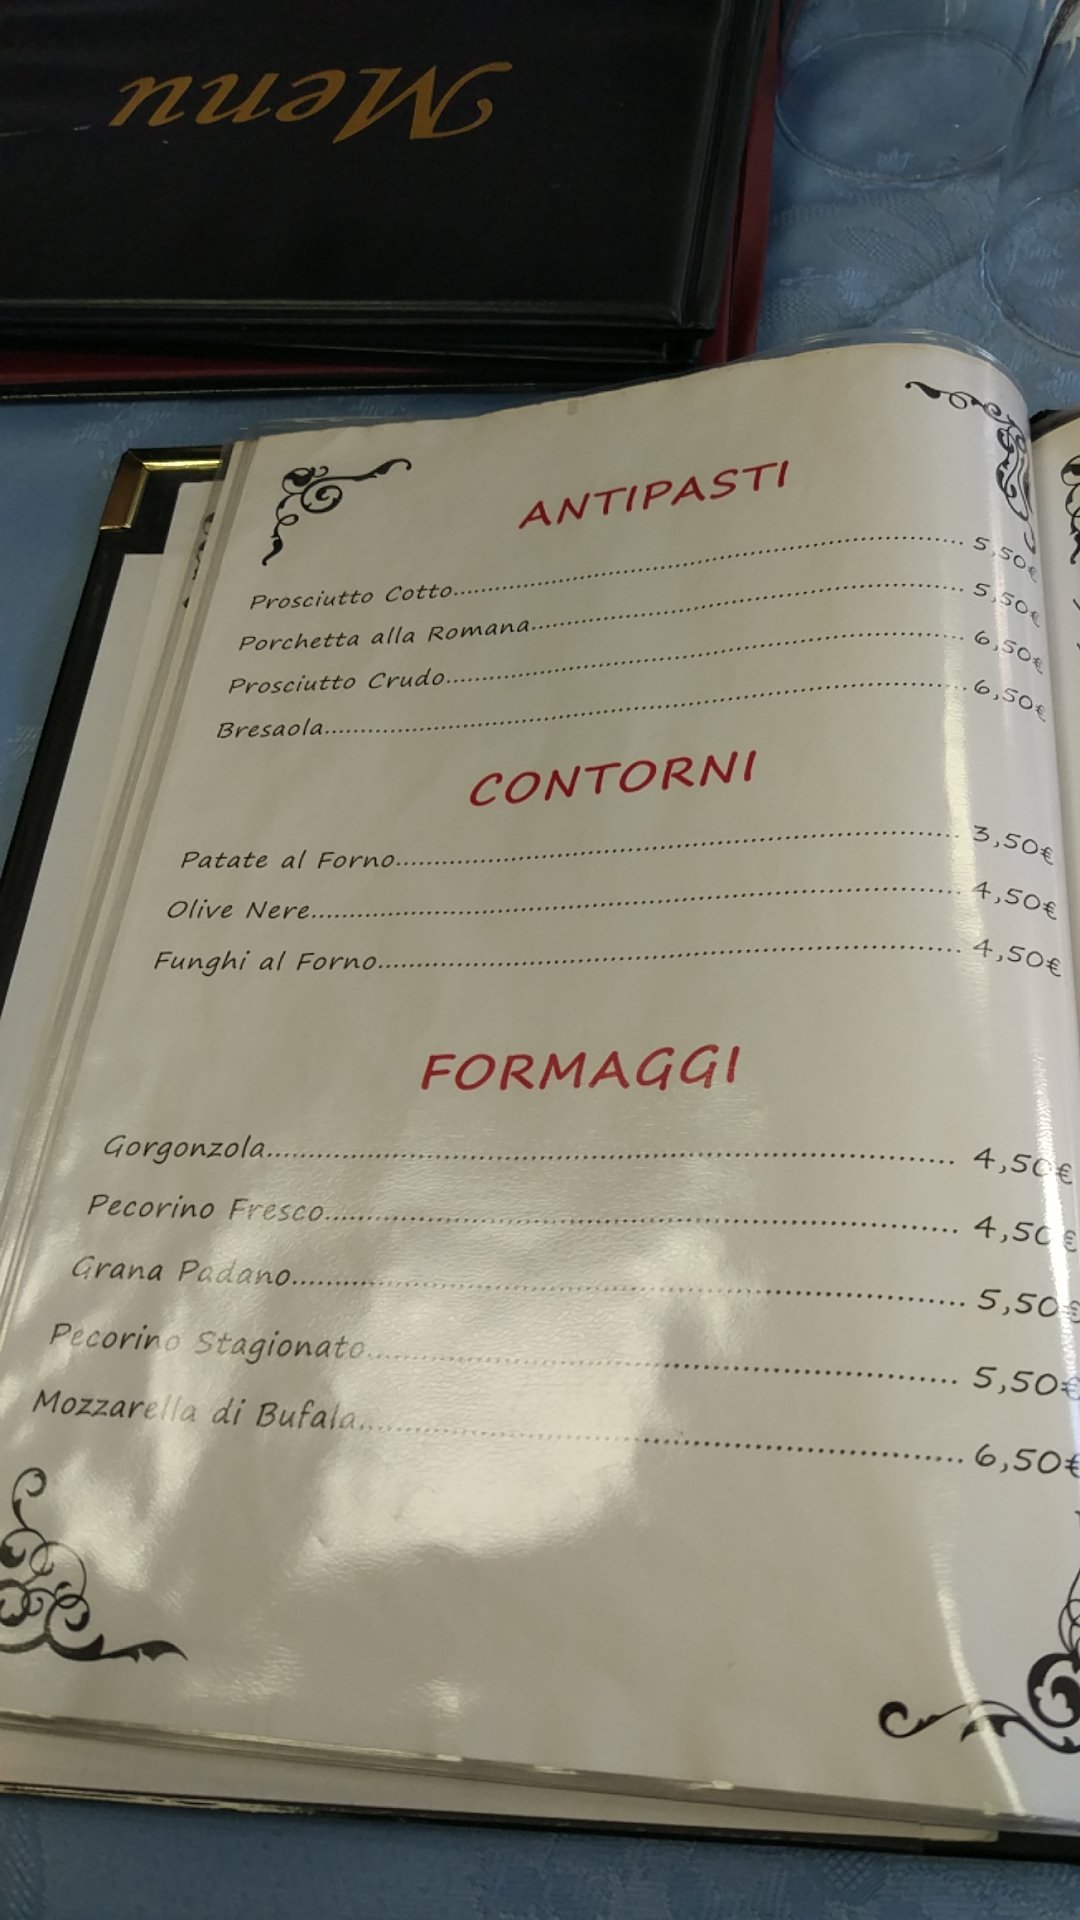 Menu
ANTIPASTI
Prosciutto Cotto..................................................... 5,50€
Porchetta alla Romana............................................. 5,50€
Prosciutto Crudo..................................................... 6,50€
Bresaola................................................................. 6,50€
CONTORNI
Patate al Forno....................................................... 3,50€
Olive Nere............................................................... 4,50€
Funghi al Forno....................................................... 4,50€
FORMAGGI
Gorgonzola............................................................. 4,50€
Pecorino Fresco....................................................... 4,50€
Grana Padano......................................................... 5,50€
Pecorino Stagionato................................................. 5,50€
Mozzarella di Bufala................................................ 6,50€